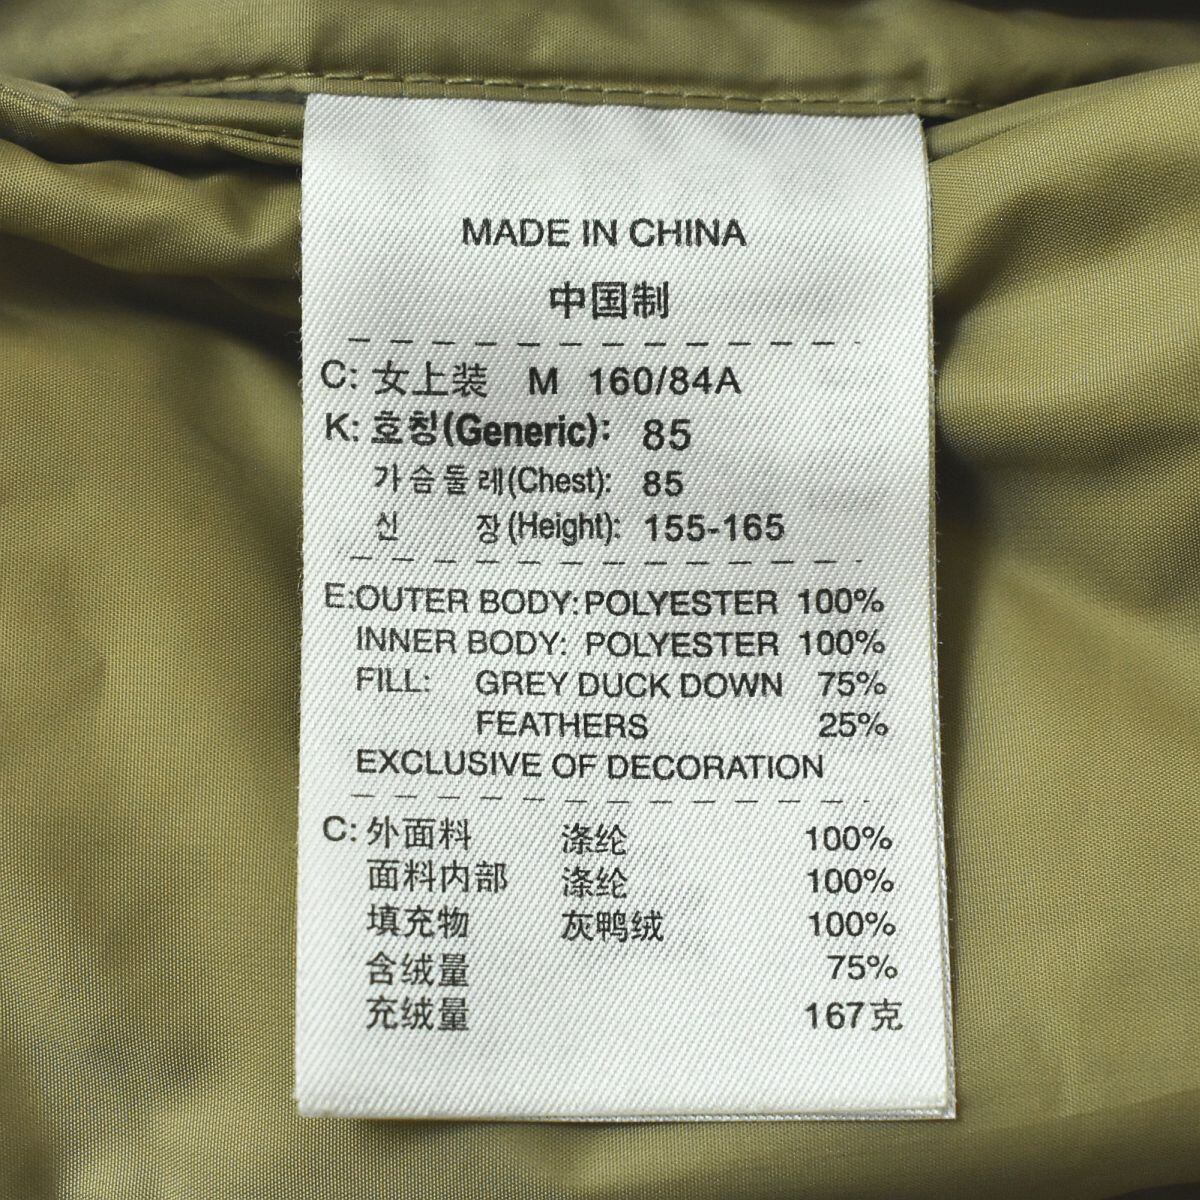 MADE IN CHINA
中国制
C: 女上装 M 160/84A
K: 호칭(Generic): 85
가슴둘레(Chest): 85
신 장(Height): 155-165
E:OUTER BODY:POLYESTER 100%
INNER BODY: POLYESTER 100%
FILL: GREY DUCK DOWN 75%
FEATHERS 25%
EXCLUSIVE OF DECORATION
C: 外面料 涤纶 100%
面料内部 涤纶 100%
填充物 灰鸭绒 100%
含绒量 75%
充绒量 167克